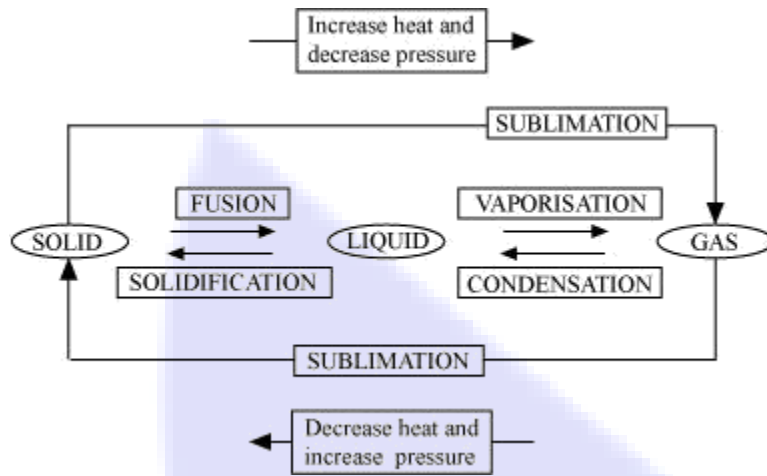 Increase heat and
decrease pressure
SUBLIMATION
FUSION
VAPORISATION
SOLID
LIQUID
GAS
SOLIDIFICATION
CONDENSATION
SUBLIMATION
Decrease heat and
increase pressure